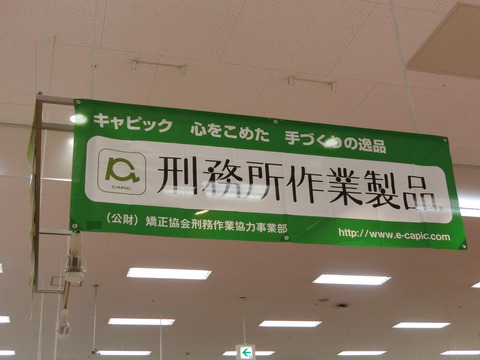 キャピック 心をこめた 手づくりの逸品
CAPIC
刑務所作業製品
（公財）矯正協会刑務作業協力事業部
http://www.e-capic.com